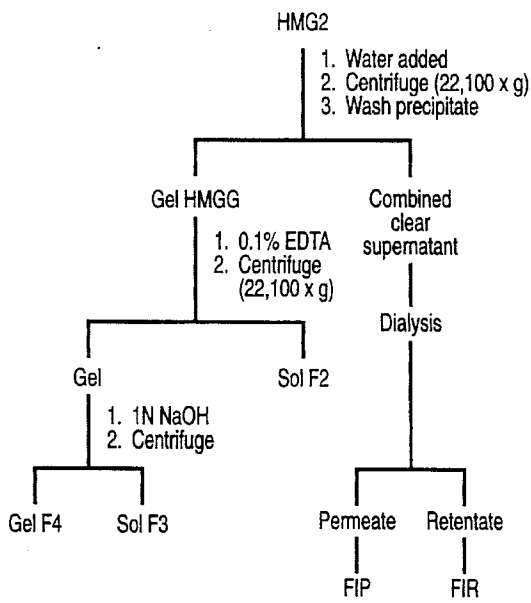 HMG2
1. Water added
2. Centrifuge (22,100 x g)
3. Wash precipitate
Gel HMGG
Combined
clear
supernatant
1. 0.1% EDTA
2. Centrifuge
(22,100 x g)
Dialysis
Gel
Sol F2
1. 1N NaOH
2. Centrifuge
Gel F4
Sol F3
Permeate
Retentate
FIP
FIR